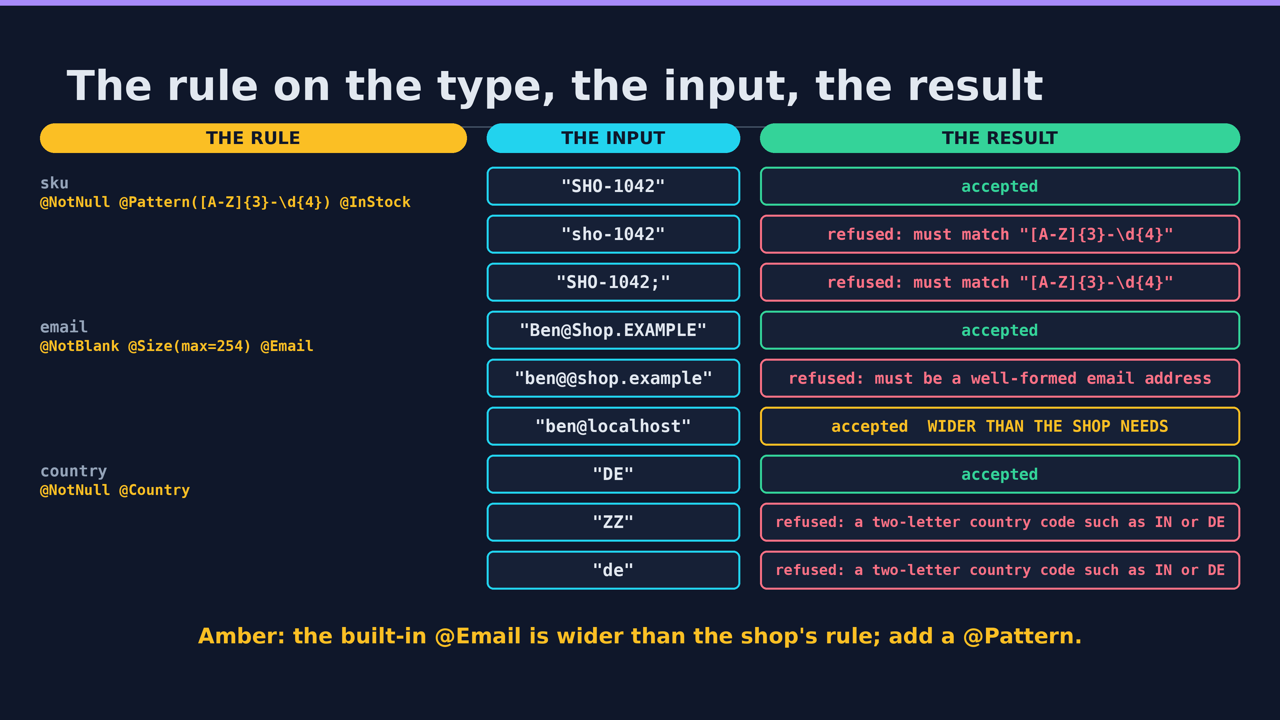 The rule on the type, the input, the result
THE RULE
THE INPUT
THE RESULT
sku
@NotNull @Pattern([A-Z]{3}-\d{4}) @InStock
"SHO-1042"
accepted
"sho-1042"
refused: must match "[A-Z]{3}-\d{4}"
"SHO-1042;"
refused: must match "[A-Z]{3}-\d{4}"
email
@NotBlank @Size(max=254) @Email
"Ben@Shop.EXAMPLE"
accepted
"ben@@shop.example"
refused: must be a well-formed email address
"ben@localhost"
accepted  WIDER THAN THE SHOP NEEDS
country
@NotNull @Country
"DE"
accepted
"ZZ"
refused: a two-letter country code such as IN or DE
"de"
refused: a two-letter country code such as IN or DE
Amber: the built-in @Email is wider than the shop's rule; add a @Pattern.